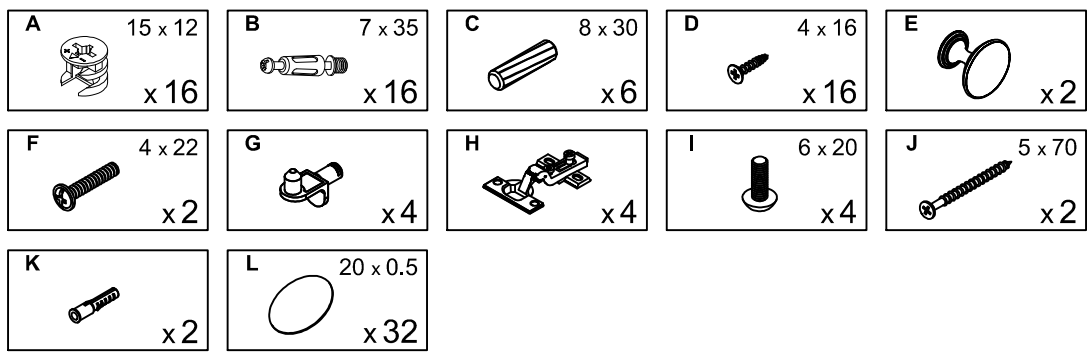 A 15 x 12
x 16
B 7 x 35
x 16
C 8 x 30
x 6
D 4 x 16
x 16
E
x 2
F 4 x 22
x 2
G
x 4
H
x 4
I 6 x 20
x 4
J 5 x 70
x 2
K
x 2
L 20 x 0.5
x 32